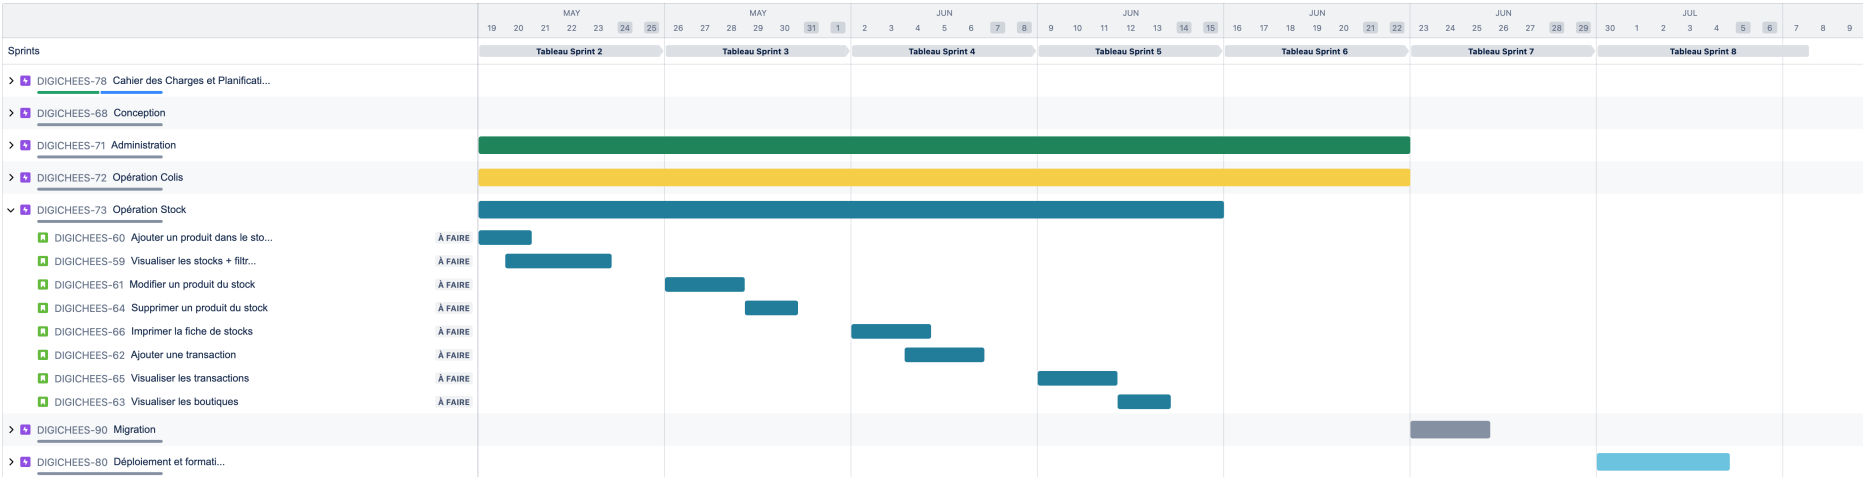 MAY MAY JUN JUN JUN JUN JUL
19 20 21 22 23 24 25 26 27 28 29 30 31 1 2 3 4 5 6 7 8 9 10 11 12 13 14 15 16 17 18 19 20 21 22 23 24 25 26 27 28 29 30 1 2 3 4 5 6 7 8 9
Sprints Tableau Sprint 2 Tableau Sprint 3 Tableau Sprint 4 Tableau Sprint 5 Tableau Sprint 6 Tableau Sprint 7 Tableau Sprint 8
DIGICHEES-78 Cahier des Charges et Planificati...
DIGICHEES-68 Conception
DIGICHEES-71 Administration
DIGICHEES-72 Opération Colis
DIGICHEES-73 Opération Stock
DIGICHEES-60 Ajouter un produit dans le sto... À FAIRE
DIGICHEES-59 Visualiser les stocks + filtr... À FAIRE
DIGICHEES-61 Modifier un produit du stock À FAIRE
DIGICHEES-64 Supprimer un produit du stock À FAIRE
DIGICHEES-66 Imprimer la fiche de stocks À FAIRE
DIGICHEES-62 Ajouter une transaction À FAIRE
DIGICHEES-65 Visualiser les transactions À FAIRE
DIGICHEES-63 Visualiser les boutiques À FAIRE
DIGICHEES-90 Migration
DIGICHEES-80 Déploiement et formati...